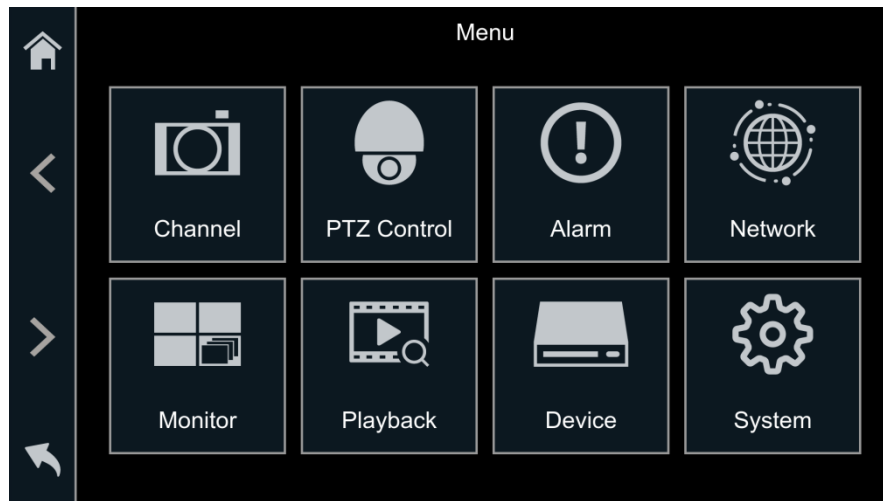 Menu
Channel
PTZ Control
Alarm
Network
Monitor
Playback
Device
System